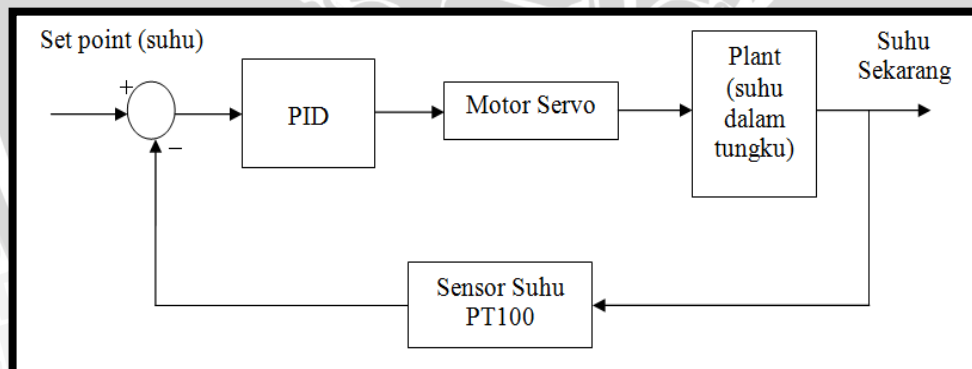 Set point (suhu)
+
−
PID
Motor Servo
Plant
(suhu
dalam
tungku)
Suhu
Sekarang
Sensor Suhu
PT100